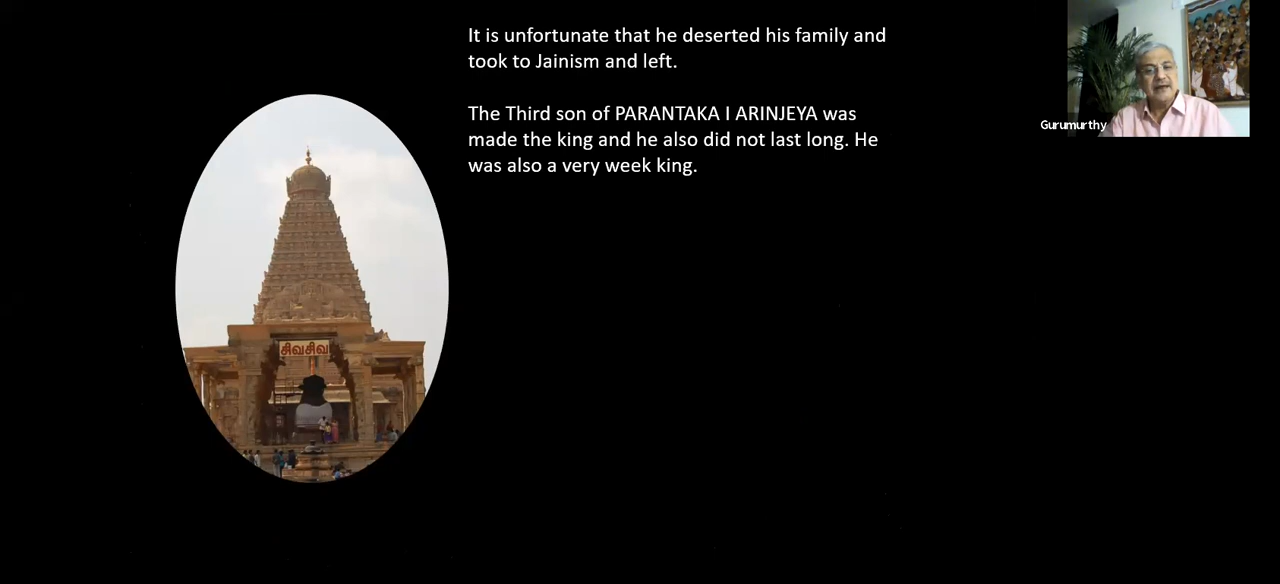 It is unfortunate that he deserted his family and
took to Jainism and left.
The Third son of PARANTAKA I ARINJEYA was
made the king and he also did not last long. He
was also a very week king.
சிவசிவ
Gurumurthy